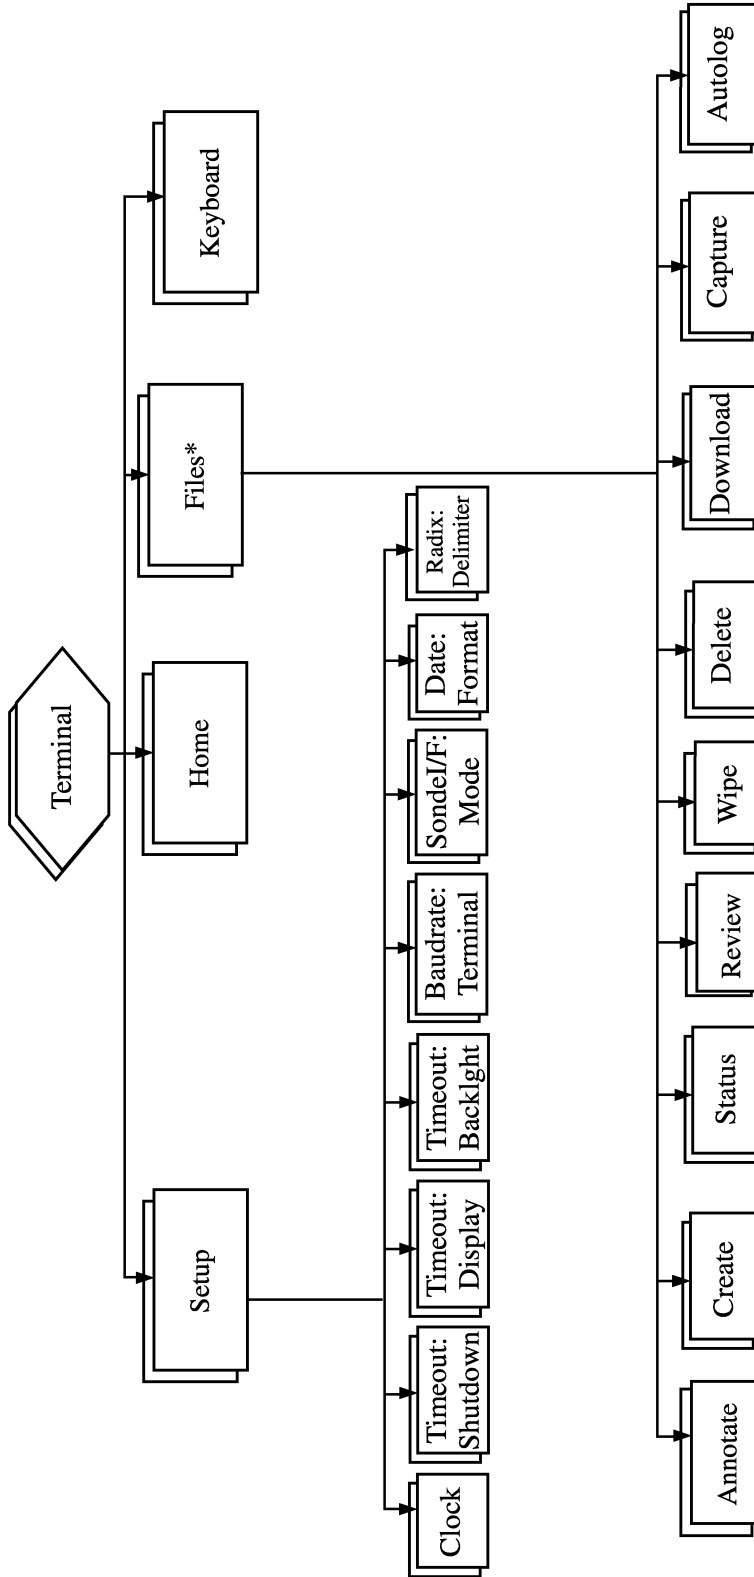 Terminal
Setup
Home
Files*
Keyboard
Clock
Timeout:
Shutdown
Timeout:
Display
Timeout:
Backlght
Baudrate:
Terminal
SondeI/F:
Mode
Date:
Format
Radix:
Delimiter
Annotate
Create
Status
Review
Wipe
Delete
Download
Capture
Autolog